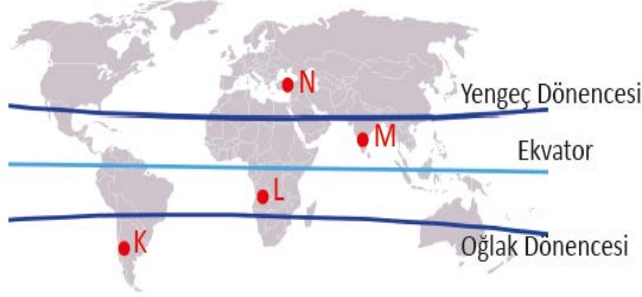 N
Yengeç Dönencesi
M
Ekvator
L
K
Oğlak Dönencesi